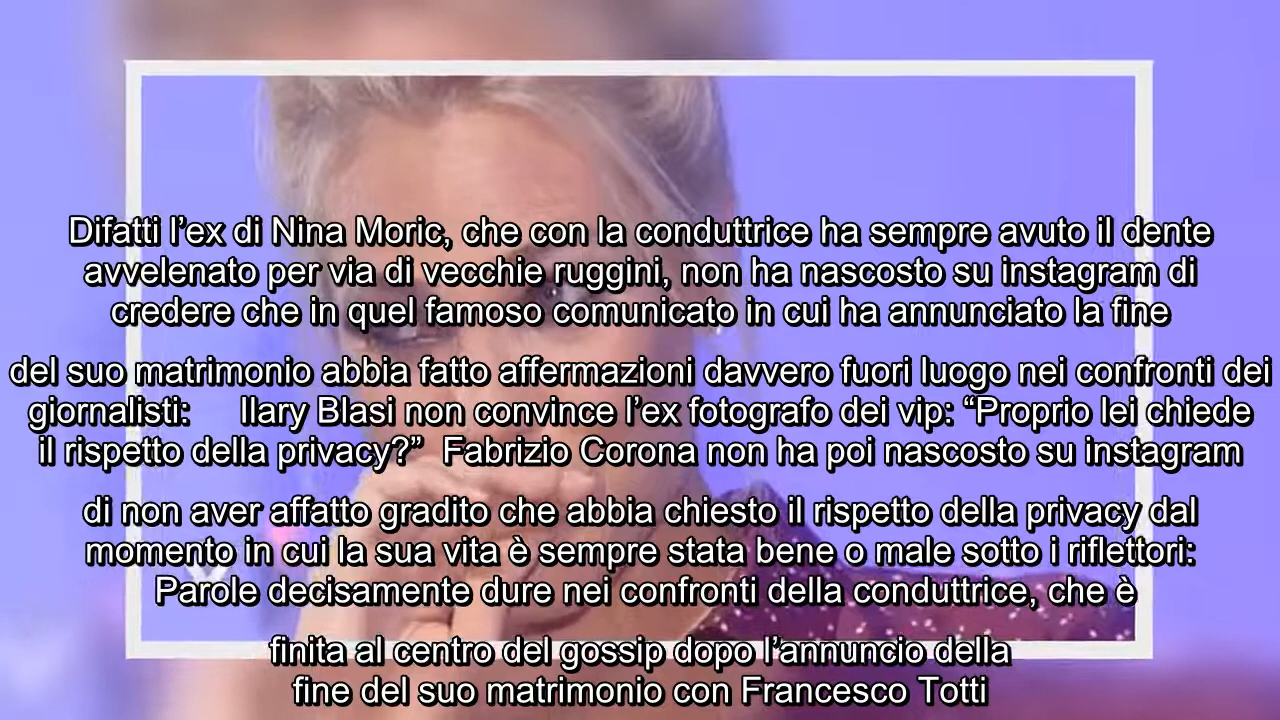 Difatti l’ex di Nina Moric, che con la conduttrice ha sempre avuto il dente
avvelenato per via di vecchie ruggini, non ha nascosto su instagram di
credere che in quel famoso comunicato in cui ha annunciato la fine
del suo matrimonio abbia fatto affermazioni davvero fuori luogo nei confronti dei
giornalisti: Ilary Blasi non convince l’ex fotografo dei vip: “Proprio lei chiede
il rispetto della privacy?” Fabrizio Corona non ha poi nascosto su instagram
di non aver affatto gradito che abbia chiesto il rispetto della privacy dal
momento in cui la sua vita è sempre stata bene o male sotto i riflettori:
Parole decisamente dure nei confronti della conduttrice, che è
finita al centro del gossip dopo l’annuncio della
fine del suo matrimonio con Francesco Totti